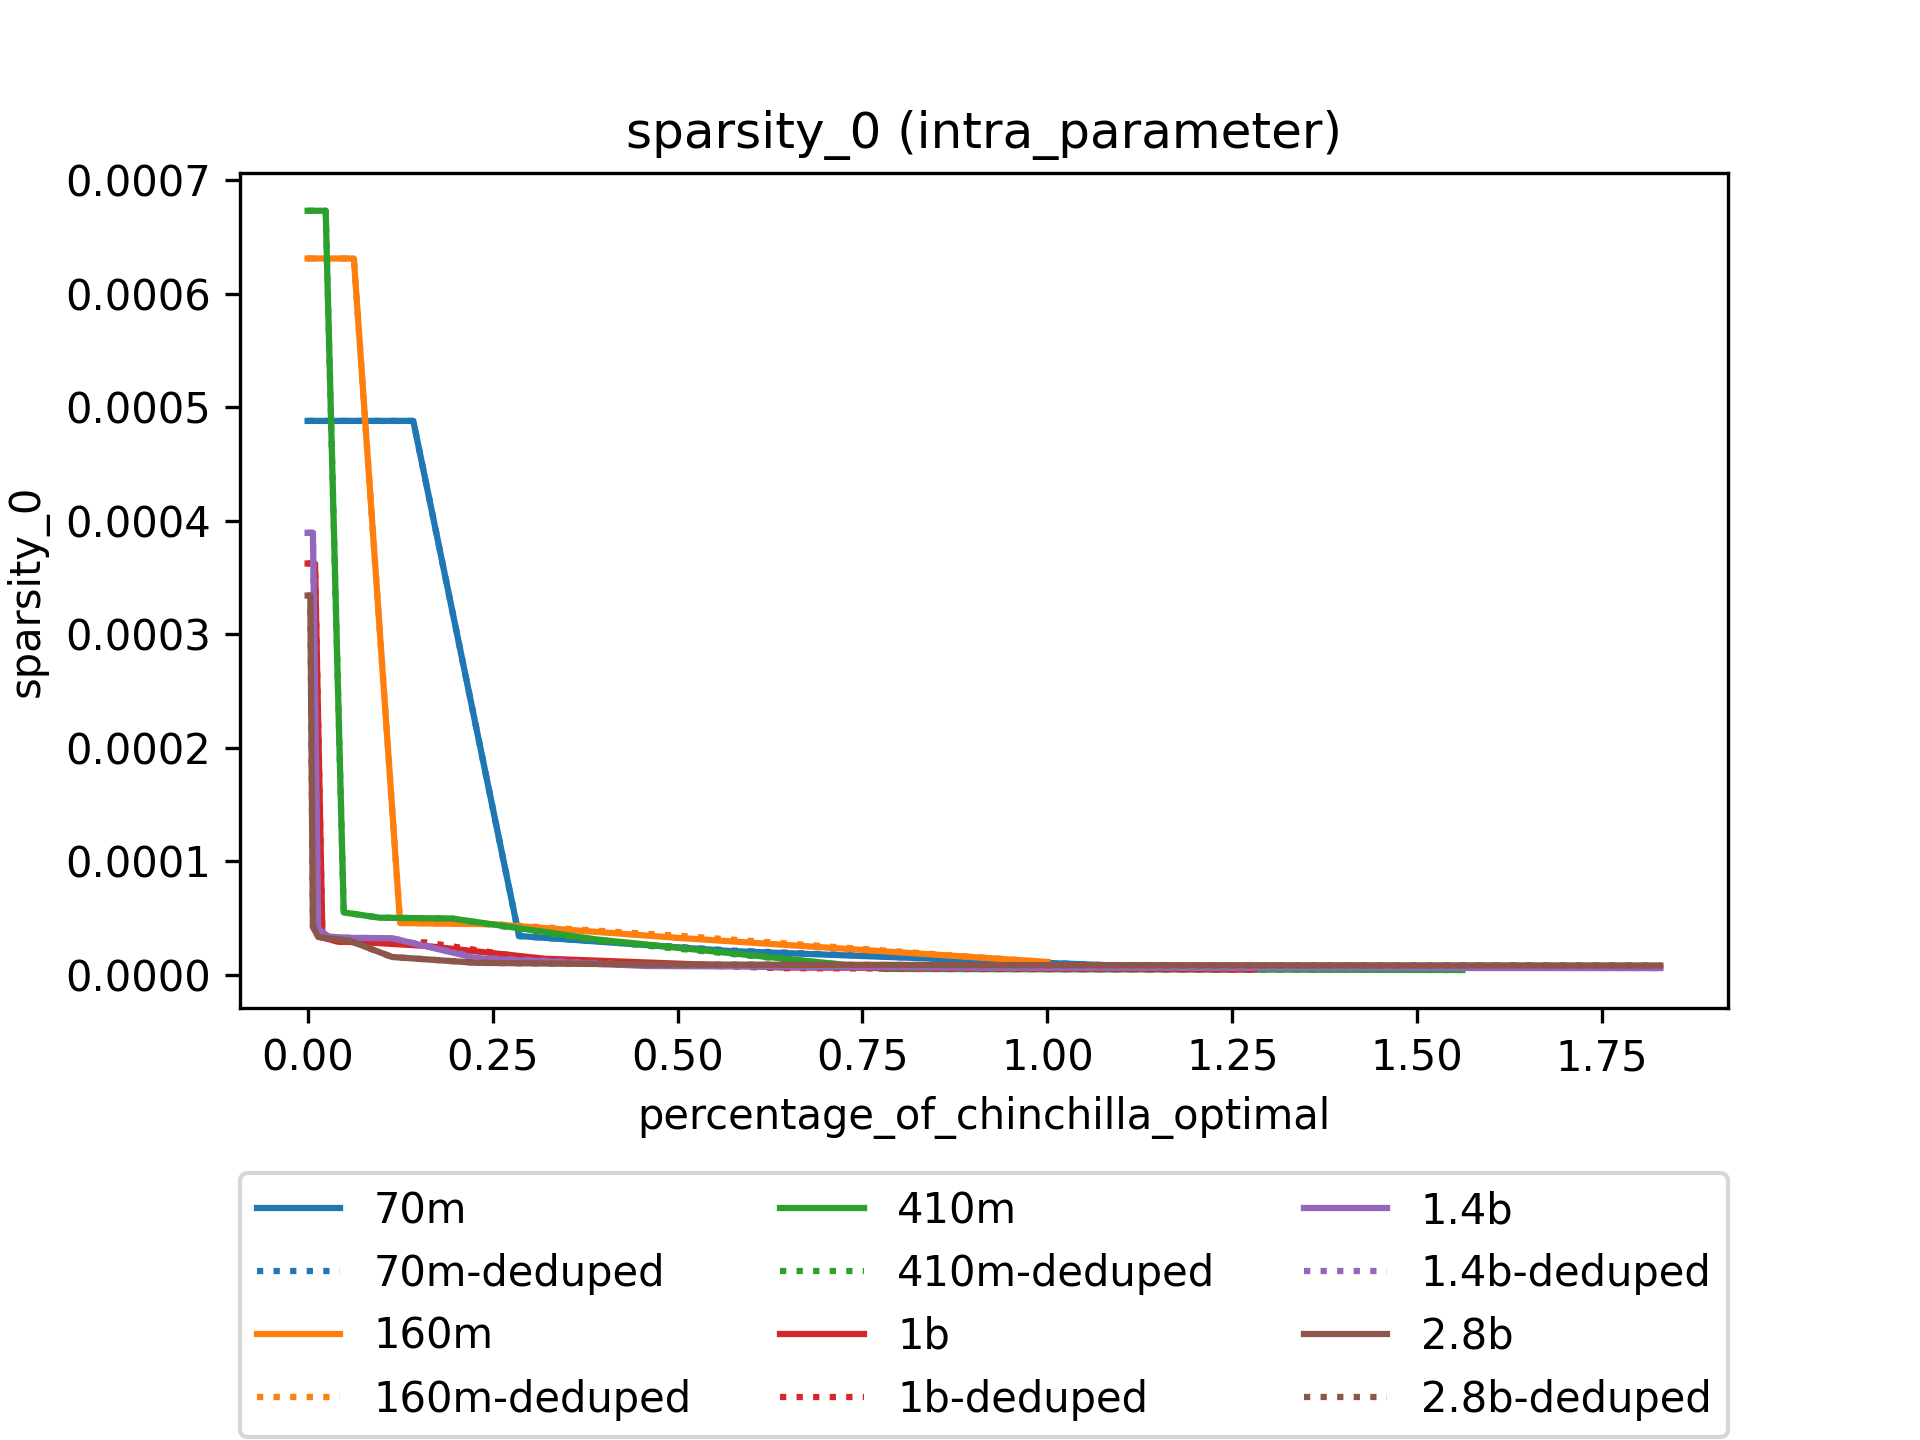 sparsity_0 (intra_parameter)
0.0007
0.0006
0.0005
0.0004
0.0003
0.0002
0.0001
0.0000
sparsity_0
0.00 0.25 0.50 0.75 1.00 1.25 1.50 1.75
percentage_of_chinchilla_optimal
70m 410m 1.4b
70m-deduped 410m-deduped 1.4b-deduped
160m 1b 2.8b
160m-deduped 1b-deduped 2.8b-deduped